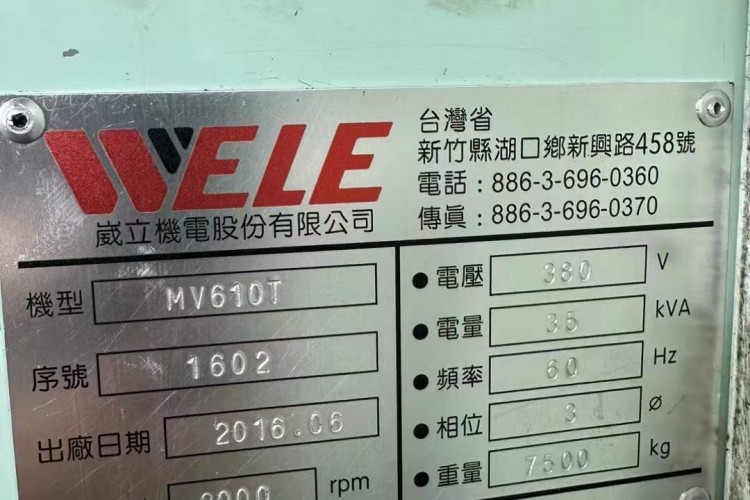 WELE
崴立機電股份有限公司
台灣省
新竹縣湖口鄉新興路458號
電話：886-3-696-0360
傳眞：886-3-696-0370
機型 MV610T
序號 1602
出廠日期 2016.06
rpm
●電壓 380 V
●電量 35 kVA
●頻率 60 Hz
●相位 3 ø
●重量 7500 kg